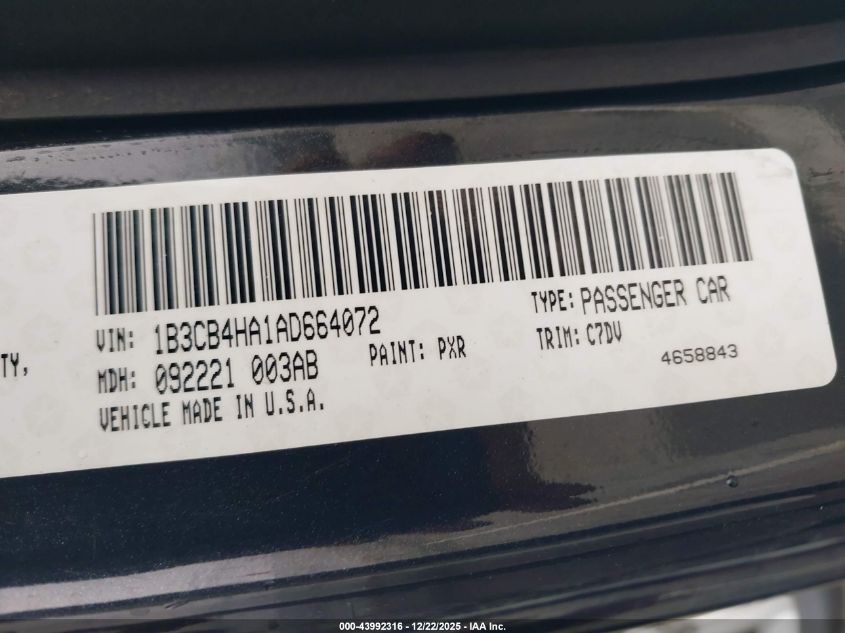 TY,
VIN: 1B3CB4HA1AD664072
TYPE: PASSENGER CAR
MDH: 092221 003AB
PAINT: PXR
TRIM: C7DV
4658843
VEHICLE MADE IN U.S.A.
000-43992316 - 12/22/2025 - IAA Inc.